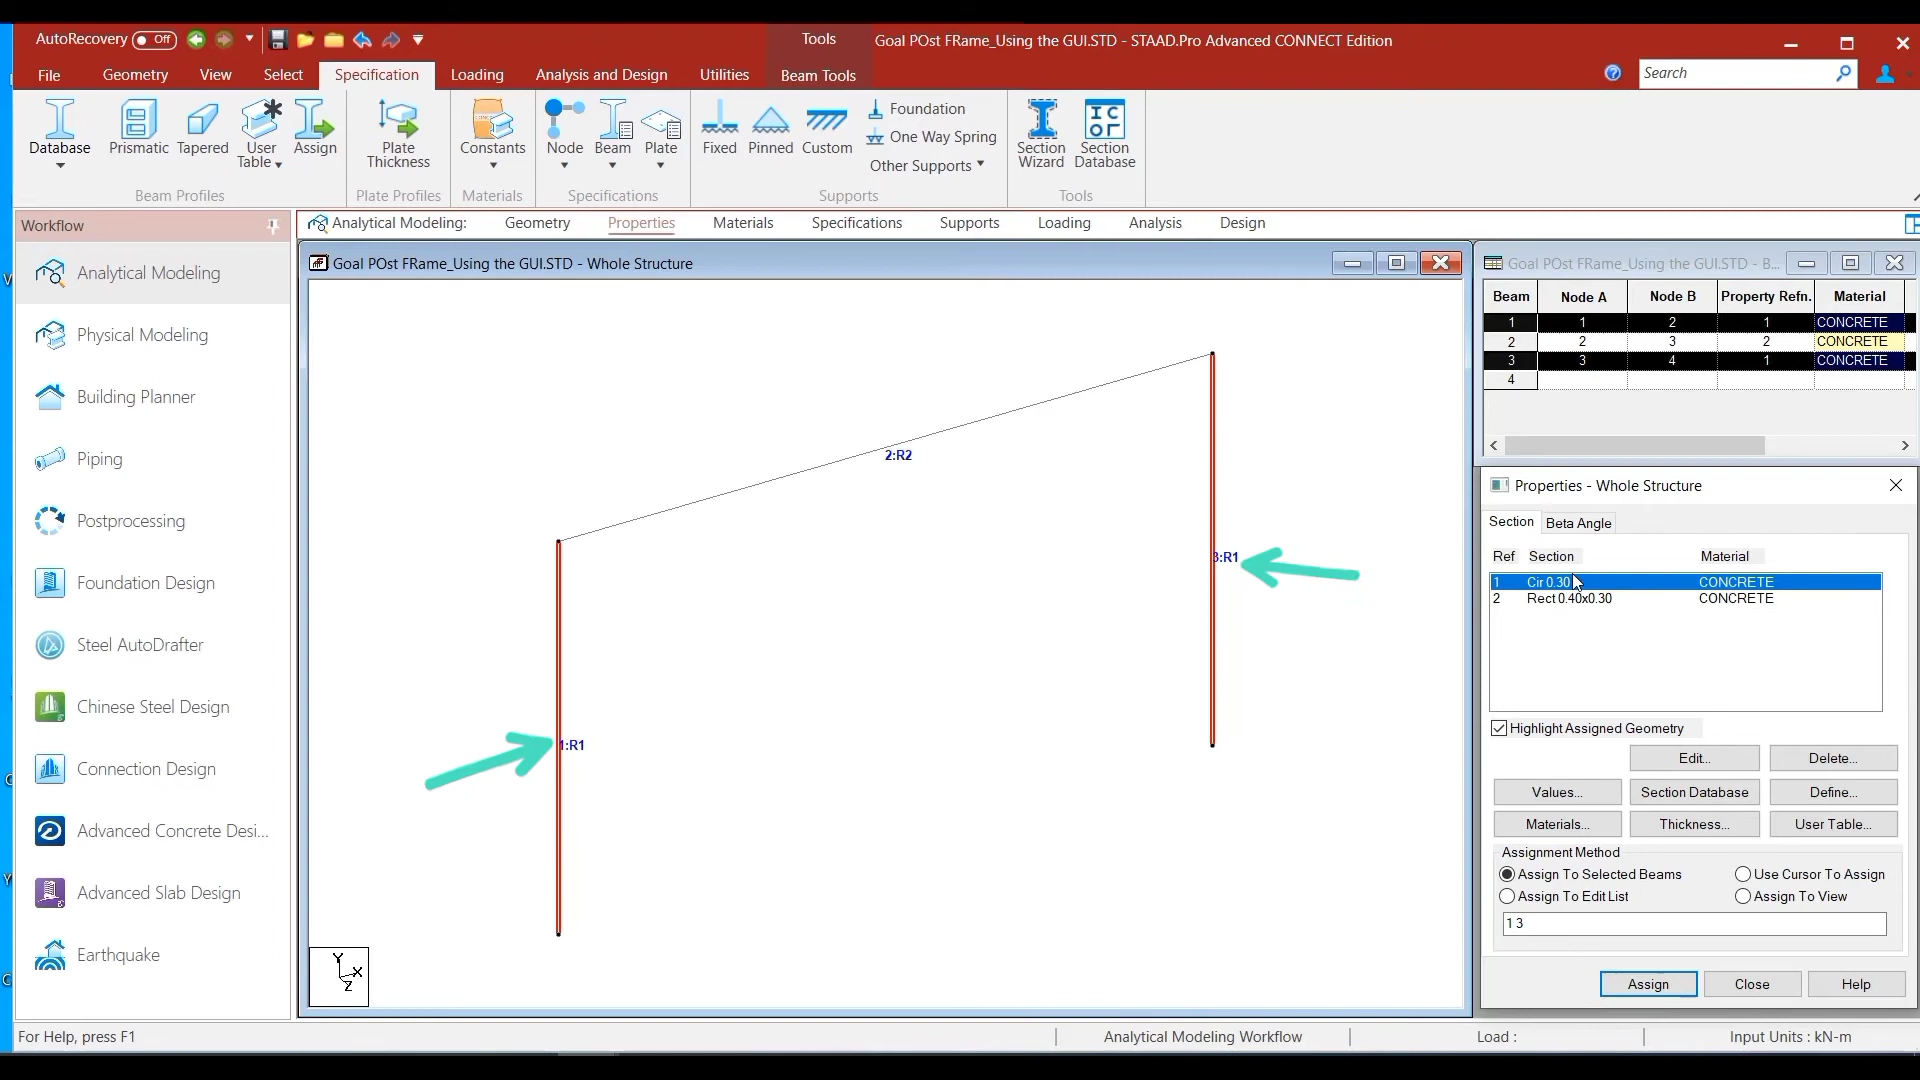 AutoRecovery Off
Tools
Goal POst FRame_Using the GUI.STD - STAAD.Pro Advanced CONNECT Edition
File Geometry View Select Specification Loading Analysis and Design Utilities Beam Tools
Search
Database Prismatic Tapered User Table Assign
Beam Profiles
Plate Thickness
Plate Profiles
Constants
Materials
Node Beam Plate
Specifications
Fixed Pinned Custom
Foundation
One Way Spring
Other Supports
Supports
Section Wizard
Section Database
Tools
Workflow
Analytical Modeling
Physical Modeling
Building Planner
Piping
Postprocessing
Foundation Design
Steel AutoDrafter
Chinese Steel Design
Connection Design
Advanced Concrete Desi...
Advanced Slab Design
Earthquake
Analytical Modeling: Geometry Properties Materials Specifications Supports Loading Analysis Design
Goal POst FRame_Using the GUI.STD - Whole Structure
2:R2
3:R1
1:R1
Y
X
Z
Goal POst FRame_Using the GUI.STD - B...
Beam Node A Node B Property Refn. Material
1 1 2 1 CONCRETE
2 2 3 2 CONCRETE
3 3 4 1 CONCRETE
4
Properties - Whole Structure
Section Beta Angle
Ref Section Material
1 Cir 0.30 CONCRETE
2 Rect 0.40x0.30 CONCRETE
Highlight Assigned Geometry
Edit... Delete...
Values... Section Database Define...
Materials... Thickness... User Table...
Assignment Method
Assign To Selected Beams Use Cursor To Assign
Assign To Edit List Assign To View
1 3
Assign Close Help
For Help, press F1
Analytical Modeling Workflow
Load :
Input Units : kN-m